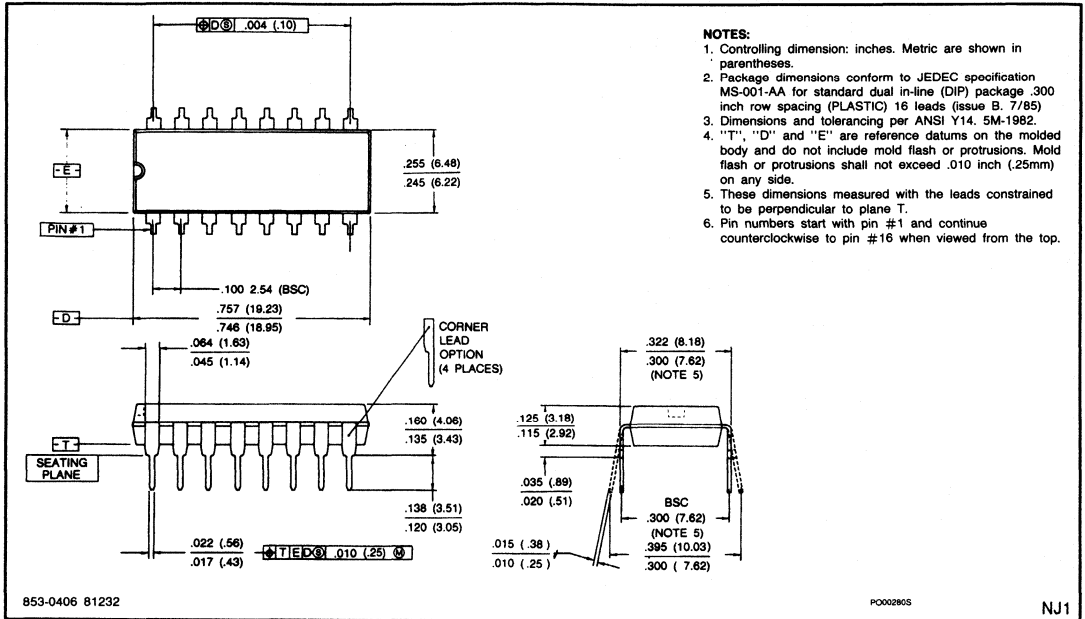 ⌖ D Ⓢ .004 (.10)
NOTES:
1. Controlling dimension: inches. Metric are shown in
parentheses.
2. Package dimensions conform to JEDEC specification
MS-001-AA for standard dual in-line (DIP) package .300
inch row spacing (PLASTIC) 16 leads (issue B. 7/85)
3. Dimensions and tolerancing per ANSI Y14. 5M-1982.
4. "T", "D" and "E" are reference datums on the molded
body and do not include mold flash or protrusions. Mold
flash or protrusions shall not exceed .010 inch (.25mm)
on any side.
5. These dimensions measured with the leads constrained
to be perpendicular to plane T.
6. Pin numbers start with pin #1 and continue
counterclockwise to pin #16 when viewed from the top.
-E-
.255 (6.48)
.245 (6.22)
PIN #1
.100 2.54 (BSC)
-D-
.757 (19.23)
.746 (18.95)
.064 (1.63)
.045 (1.14)
CORNER
LEAD
OPTION
(4 PLACES)
-T-
SEATING
PLANE
.160 (4.06)
.135 (3.43)
.138 (3.51)
.120 (3.05)
.022 (.56)
.017 (.43)
⌖ T E D Ⓢ .010 (.25) Ⓜ
.322 (8.18)
.300 (7.62)
(NOTE 5)
.125 (3.18)
.115 (2.92)
.035 (.89)
.020 (.51)
BSC
.300 (7.62)
(NOTE 5)
.395 (10.03)
.300 ( 7.62)
.015 (.38 )
.010 (.25 )
853-0406 81232
PO00280S
NJ1